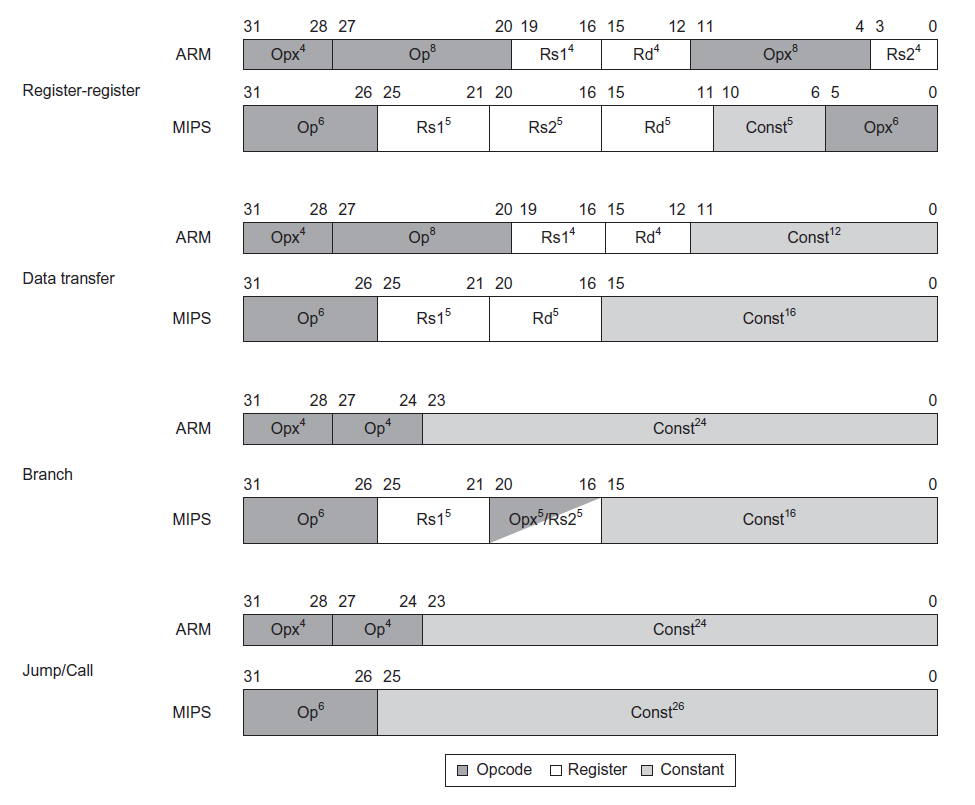 31 28 27 20 19 16 15 12 11 4 3 0
ARM Opx⁴ Op⁸ Rs1⁴ Rd⁴ Opx⁸ Rs2⁴
Register-register
31 26 25 21 20 16 15 11 10 6 5 0
MIPS Op⁶ Rs1⁵ Rs2⁵ Rd⁵ Const⁵ Opx⁶
31 28 27 20 19 16 15 12 11 0
ARM Opx⁴ Op⁸ Rs1⁴ Rd⁴ Const¹²
Data transfer
31 26 25 21 20 16 15 0
MIPS Op⁶ Rs1⁵ Rd⁵ Const¹⁶
31 28 27 24 23 0
ARM Opx⁴ Op⁴ Const²⁴
Branch
31 26 25 21 20 16 15 0
MIPS Op⁶ Rs1⁵ Opx⁵/Rs2⁵ Const¹⁶
31 28 27 24 23 0
ARM Opx⁴ Op⁴ Const²⁴
Jump/Call
31 26 25 0
MIPS Op⁶ Const²⁶
Opcode Register Constant